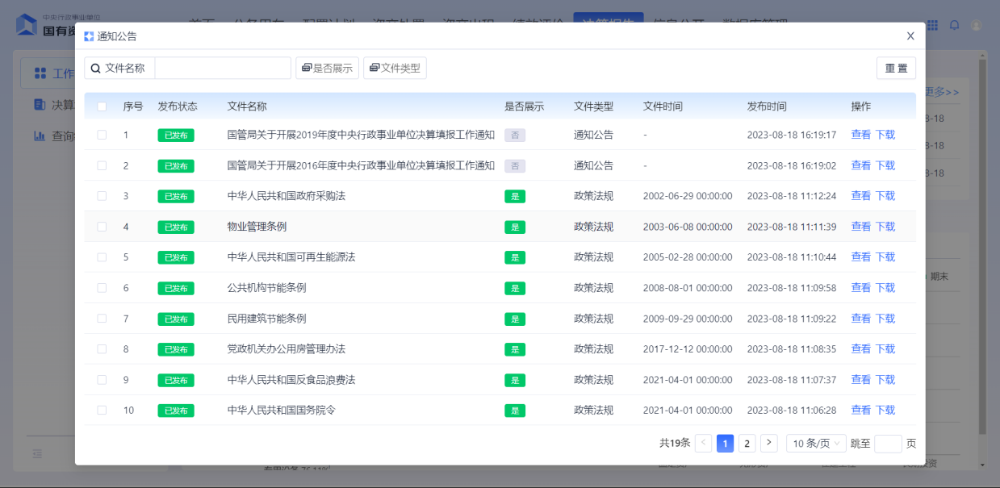 中央行政事业单位
国有资
通知公告
X
文件名称
是否展示
文件类型
重 置
序号 发布状态 文件名称 是否展示 文件类型 文件时间 发布时间 操作
1 已发布 国管局关于开展2019年度中央行政事业单位决算填报工作通知 否 通知公告 - 2023-08-18 16:19:17 查看 下载
2 已发布 国管局关于开展2016年度中央行政事业单位决算填报工作通知 否 通知公告 - 2023-08-18 16:19:02 查看 下载
3 已发布 中华人民共和国政府采购法 是 政策法规 2002-06-29 00:00:00 2023-08-18 11:12:24 查看 下载
4 已发布 物业管理条例 是 政策法规 2003-06-08 00:00:00 2023-08-18 11:11:39 查看 下载
5 已发布 中华人民共和国可再生能源法 是 政策法规 2005-02-28 00:00:00 2023-08-18 11:10:44 查看 下载
6 已发布 公共机构节能条例 是 政策法规 2008-08-01 00:00:00 2023-08-18 11:09:58 查看 下载
7 已发布 民用建筑节能条例 是 政策法规 2009-09-29 00:00:00 2023-08-18 11:09:22 查看 下载
8 已发布 党政机关办公用房管理办法 是 政策法规 2017-12-12 00:00:00 2023-08-18 11:08:35 查看 下载
9 已发布 中华人民共和国反食品浪费法 是 政策法规 2021-04-01 00:00:00 2023-08-18 11:07:37 查看 下载
10 已发布 中华人民共和国国务院令 是 政策法规 2021-04-01 00:00:00 2023-08-18 11:06:28 查看 下载
共19条 < 1 2 > 10 条/页 跳至 页
工作
决算
查询
更多>>
8-18
8-18
8-18
期末